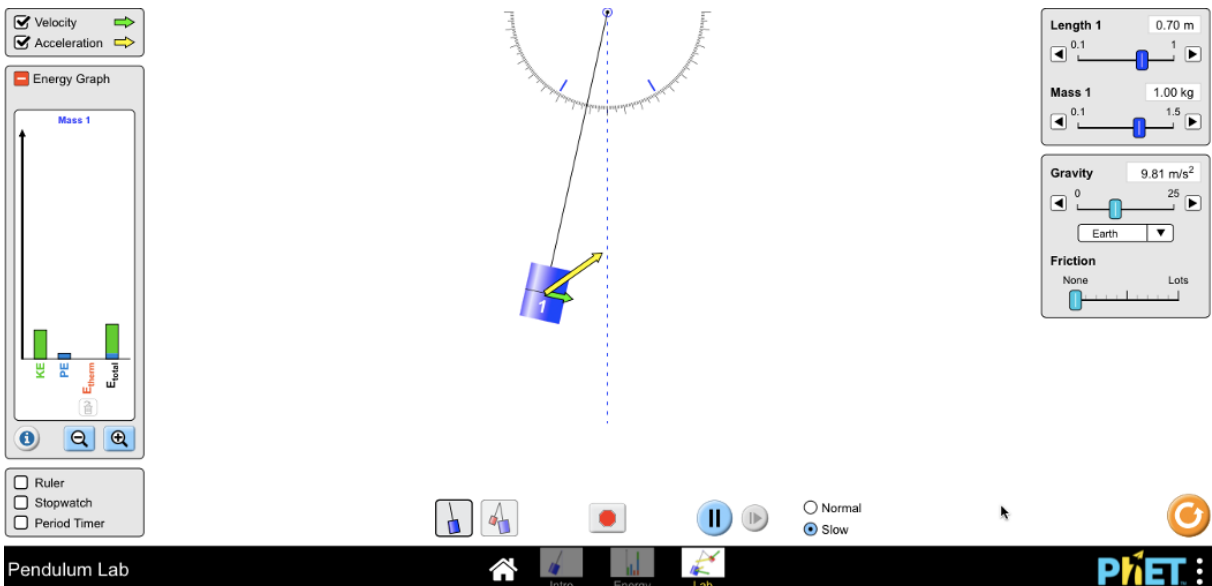 Velocity
Acceleration
Energy Graph
Mass 1
KE
PE
Etherm
Etotal
Ruler
Stopwatch
Period Timer
1
Normal
Slow
Length 1 0.70 m
0.1 1
Mass 1 1.00 kg
0.1 1.5
Gravity 9.81 m/s²
0 25
Earth
Friction
None Lots
Pendulum Lab
Intro
Energy
Lab
PhET